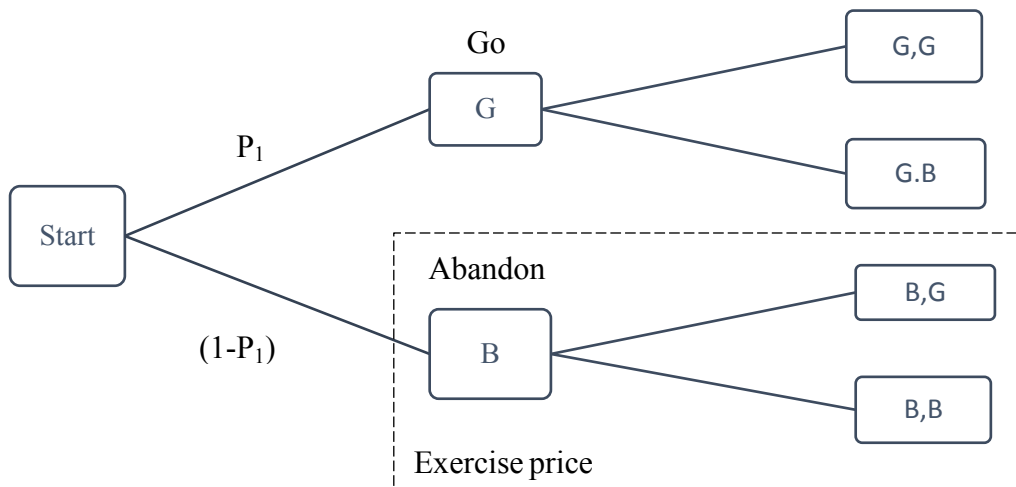 Go
G,G
G
P₁
G.B
Start
Abandon
B,G
(1-P₁)
B
B,B
Exercise price